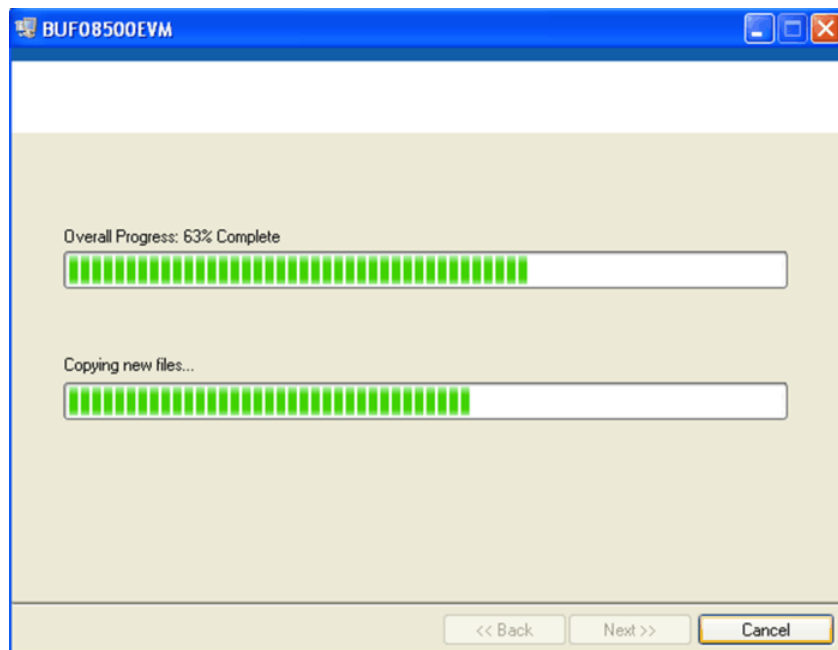 BUF08500EVM
Overall Progress: 63% Complete
Copying new files...
<< Back Next >> Cancel